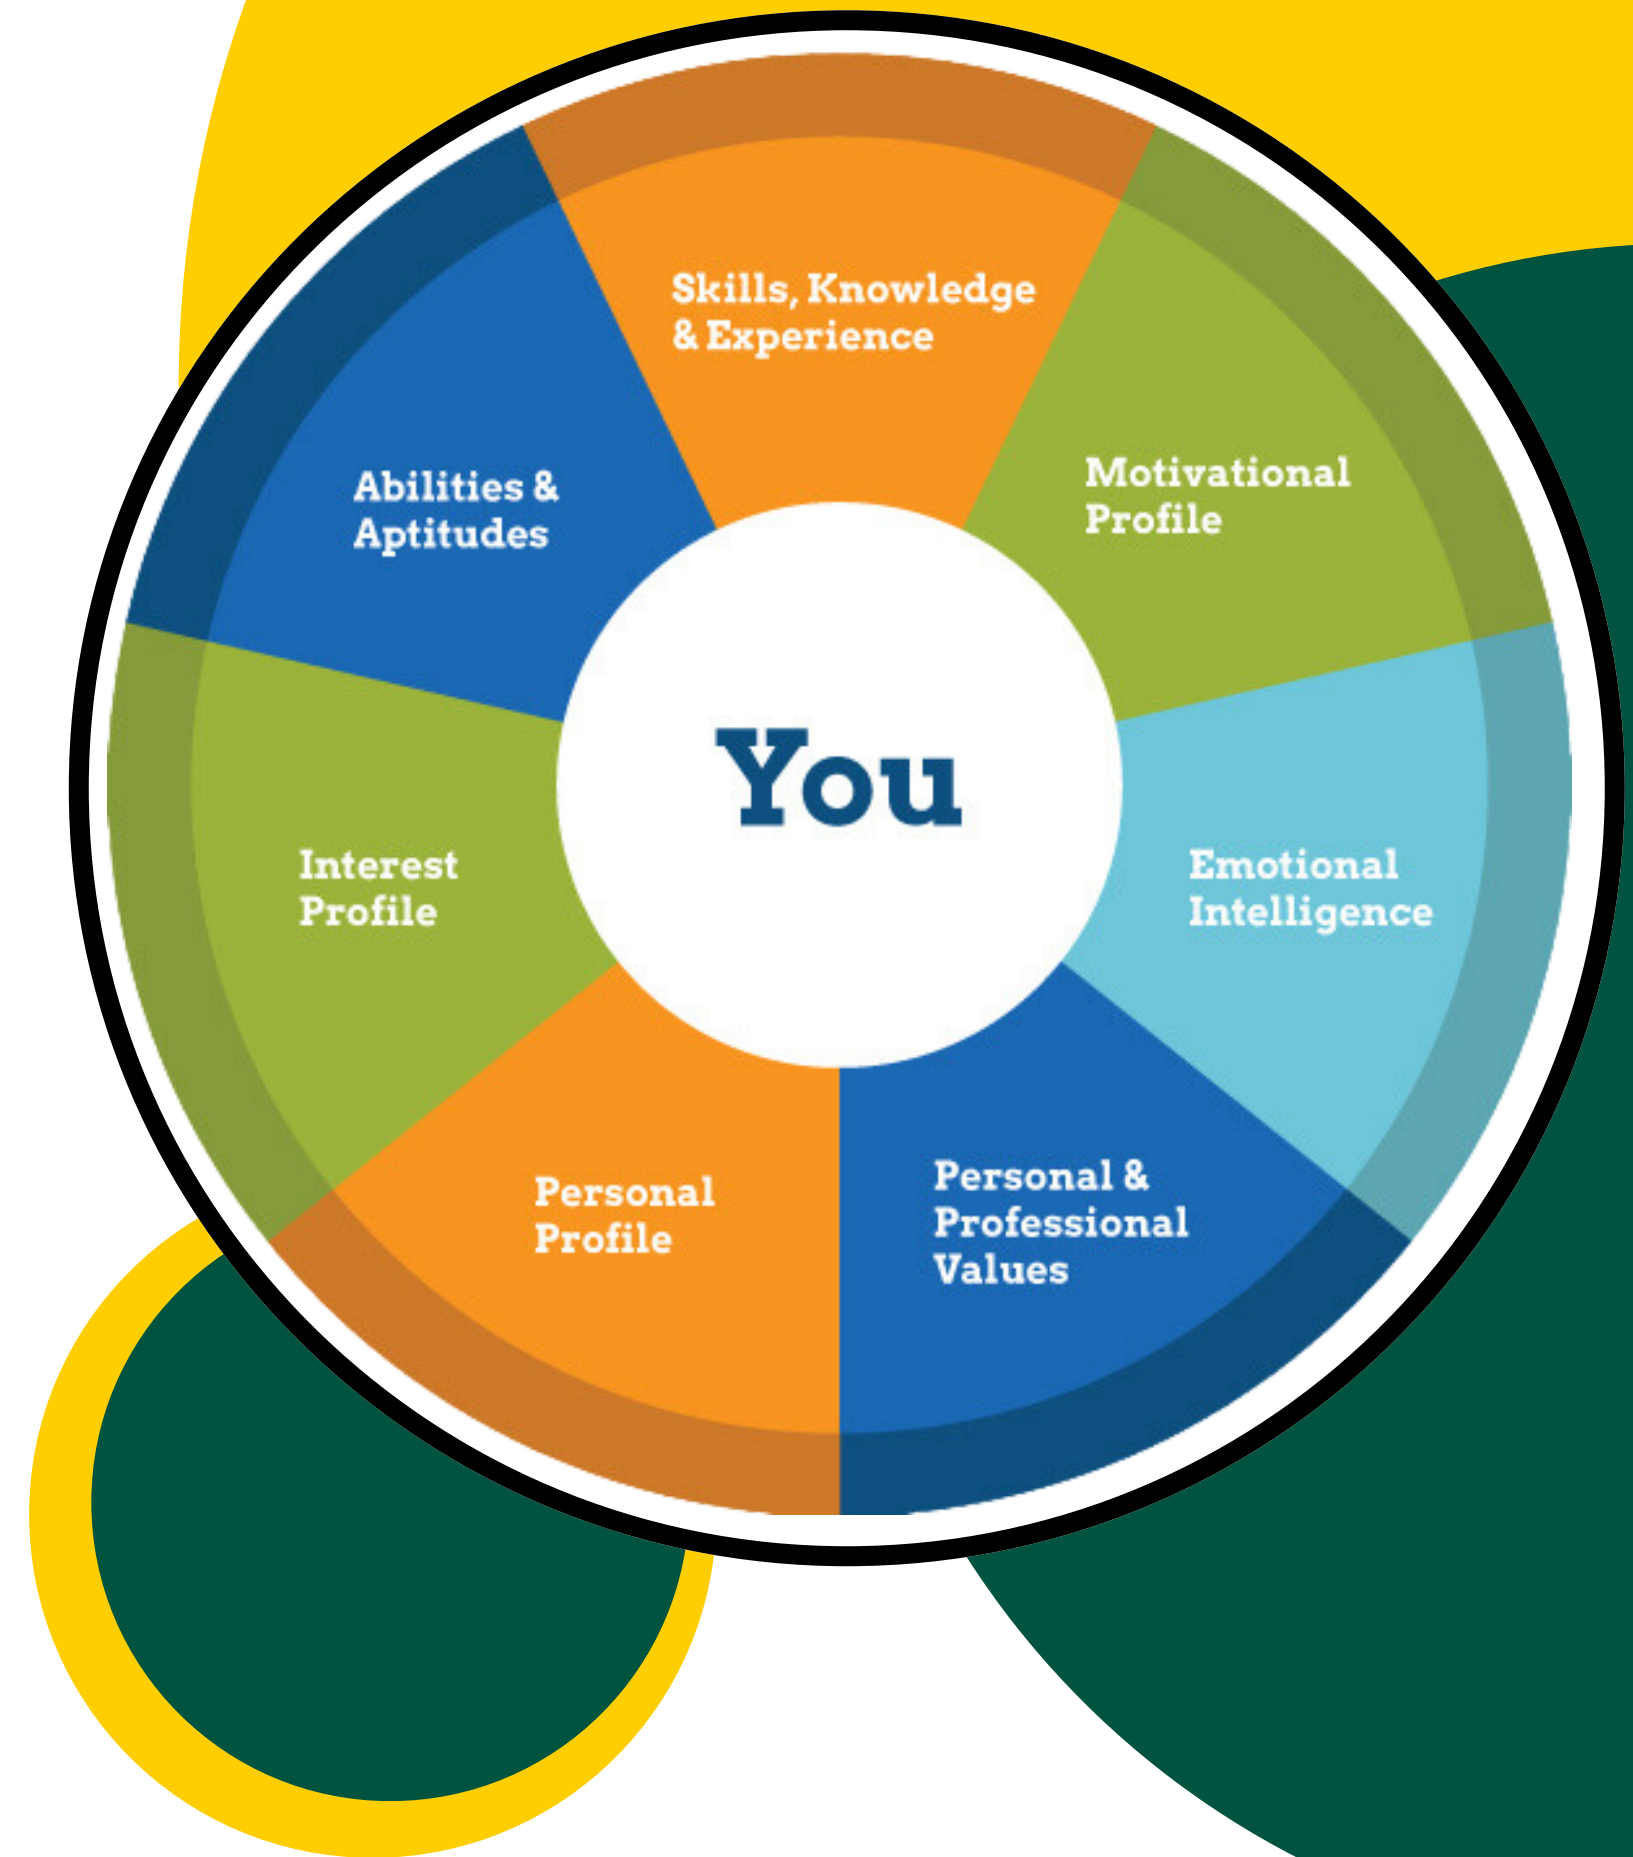 Skills, Knowledge
& Experience
Motivational
Profile
Emotional
Intelligence
Personal &
Professional
Values
Personal
Profile
Interest
Profile
Abilities &
Aptitudes
You